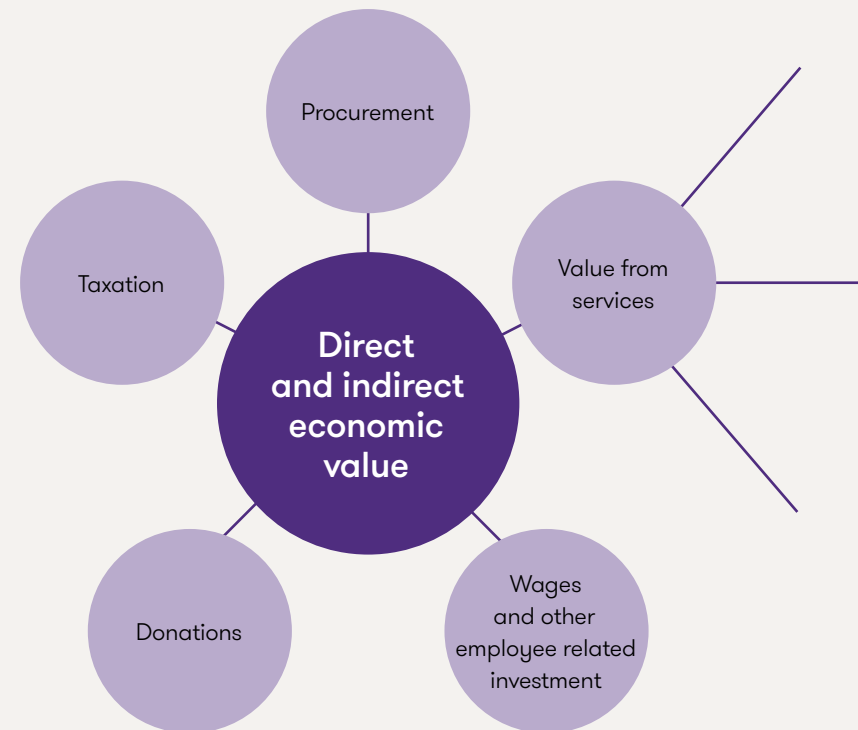 Procurement
Taxation
Value from
services
Direct
and indirect
economic
value
Donations
Wages
and other
employee related
investment